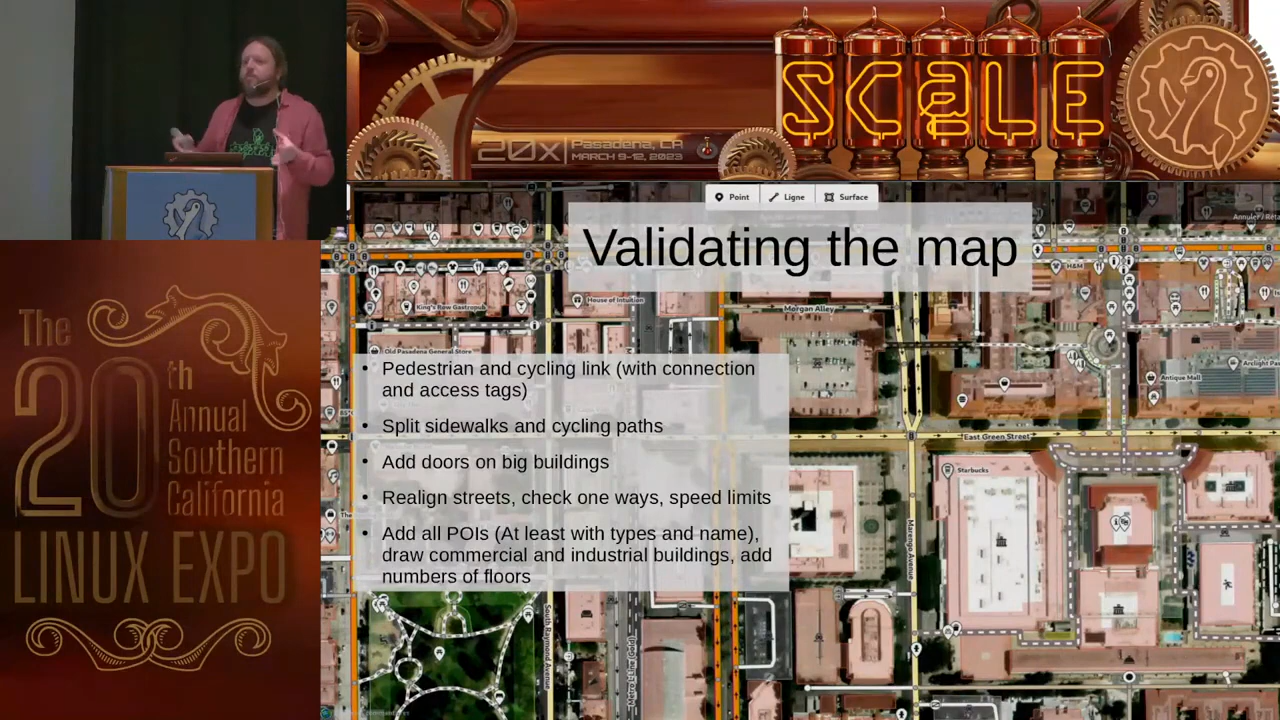 SCaLE
20x Pasadena, CA
MARCH 9-12, 2023
Point
Ligne
Surface
Validating the map
King's Row Gastropub
House of Intuition
H&M
Morgan Alley
Old Pasadena General Store
Antique Mall
East Green Street
Starbucks
• Pedestrian and cycling link (with connection
and access tags)
• Split sidewalks and cycling paths
• Add doors on big buildings
• Realign streets, check one ways, speed limits
• Add all POIs (At least with types and name),
draw commercial and industrial buildings, add
numbers of floors
Marengo Avenue
South Raymond Avenue
Metro L Line (Gold)
The
20th
Annual
Southern
California
LINUX EXPO